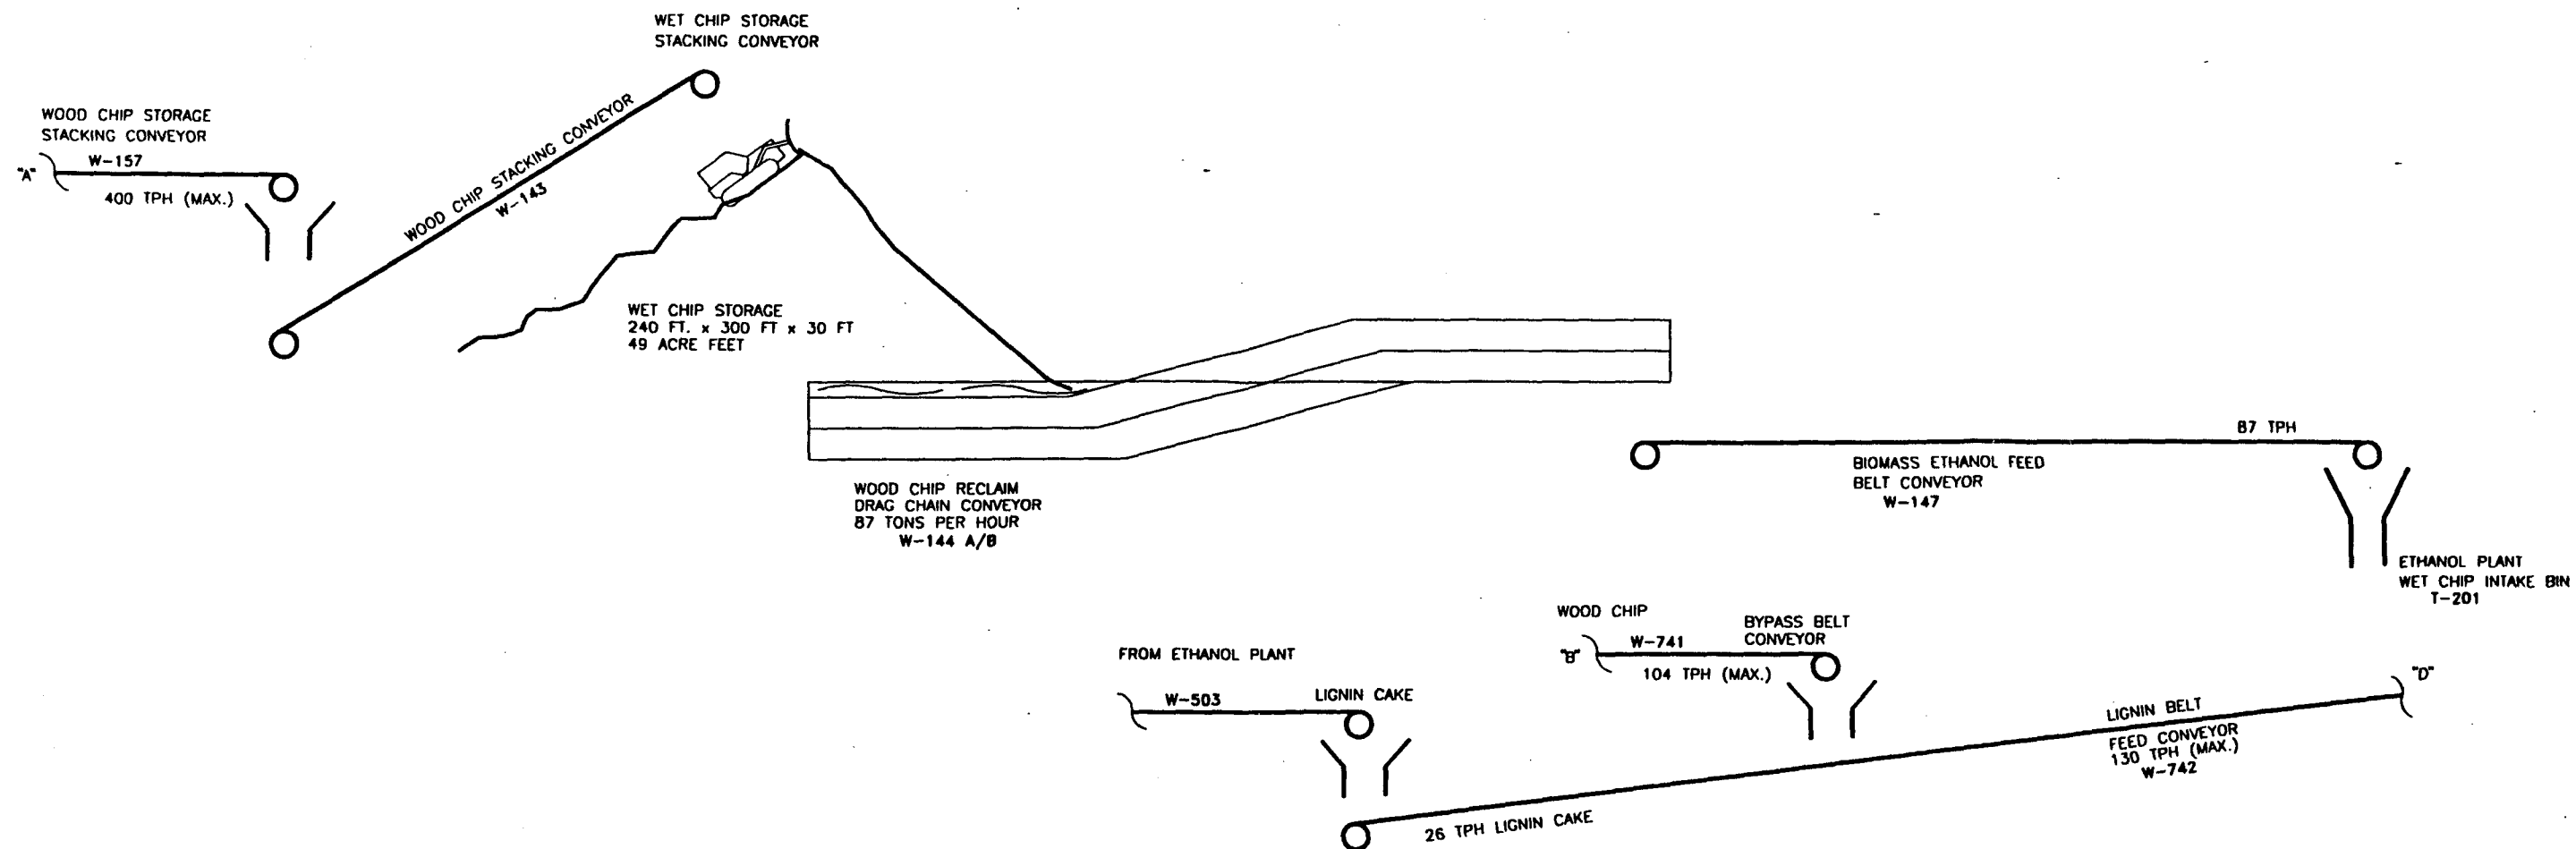 WET CHIP STORAGE
STACKING CONVEYOR
WOOD CHIP STORAGE
STACKING CONVEYOR
W-157
"A"
400 TPH (MAX.)
WOOD CHIP STACKING CONVEYOR
W-143
WET CHIP STORAGE
240 FT. x 300 FT x 30 FT
49 ACRE FEET
WOOD CHIP RECLAIM
DRAG CHAIN CONVEYOR
87 TONS PER HOUR
W-144 A/B
87 TPH
BIOMASS ETHANOL FEED
BELT CONVEYOR
W-147
ETHANOL PLANT
WET CHIP INTAKE BIN
T-201
WOOD CHIP
BYPASS BELT
CONVEYOR
W-741
"B"
104 TPH (MAX.)
FROM ETHANOL PLANT
W-503
LIGNIN CAKE
"D"
LIGNIN BELT
FEED CONVEYOR
130 TPH (MAX.)
W-742
26 TPH LIGNIN CAKE